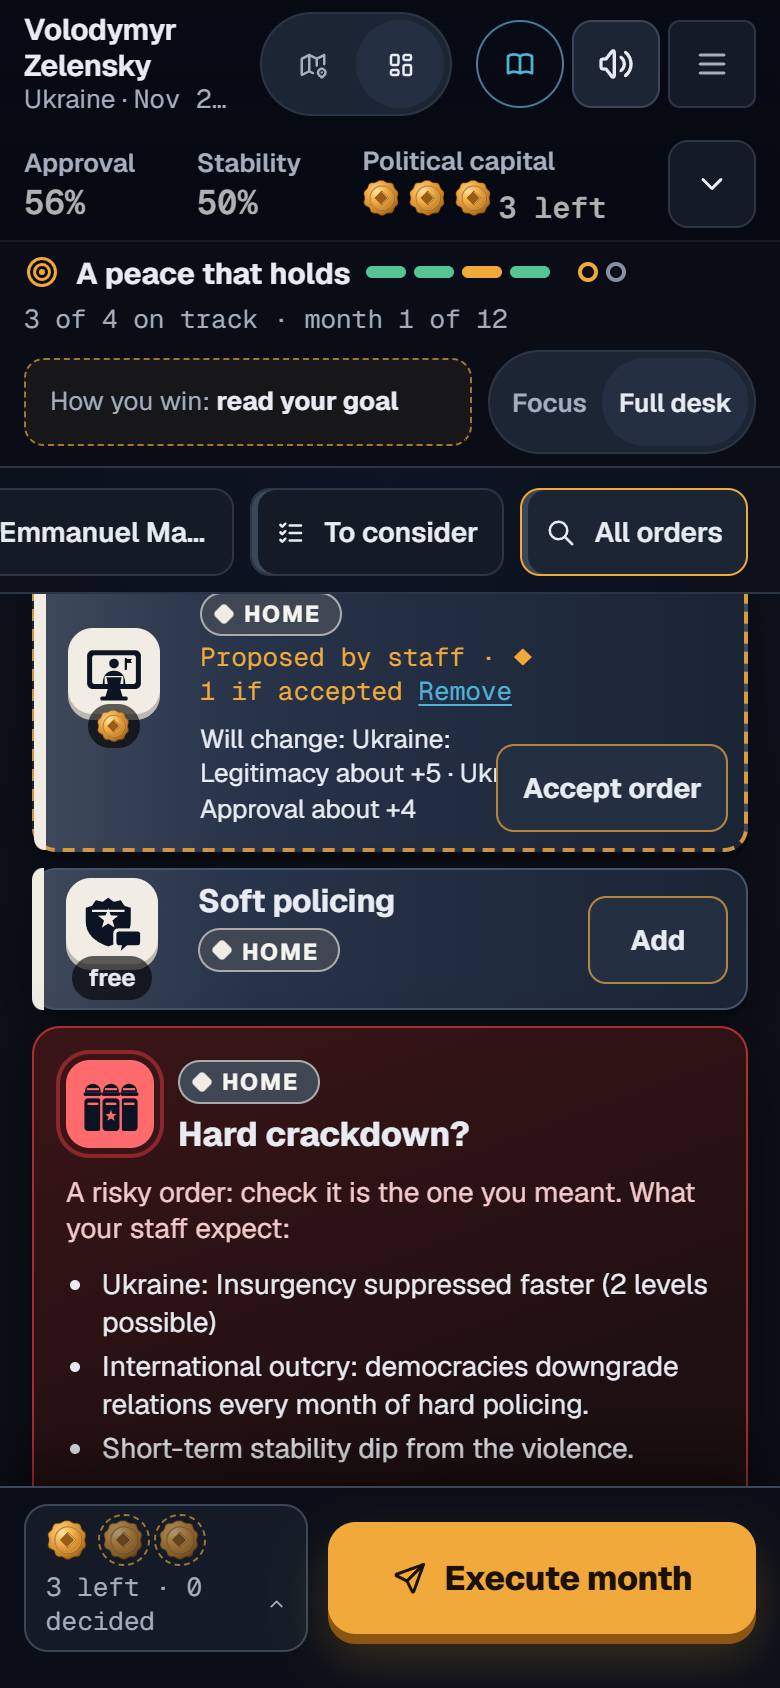 Volodymyr
Zelensky
Ukraine · Nov 2...
Approval
56%
Stability
50%
Political capital
3 left
A peace that holds
3 of 4 on track · month 1 of 12
How you win: read your goal
Focus
Full desk
Emmanuel Ma...
To consider
All orders
HOME
Proposed by staff · ◆
1 if accepted Remove
Will change: Ukraine:
Legitimacy about +5 · Ukr
Approval about +4
Accept order
Soft policing
HOME
free
Add
HOME
Hard crackdown?
A risky order: check it is the one you meant. What
your staff expect:
• Ukraine: Insurgency suppressed faster (2 levels
possible)
• International outcry: democracies downgrade
relations every month of hard policing.
• Short-term stability dip from the violence.
3 left · 0
decided
Execute month